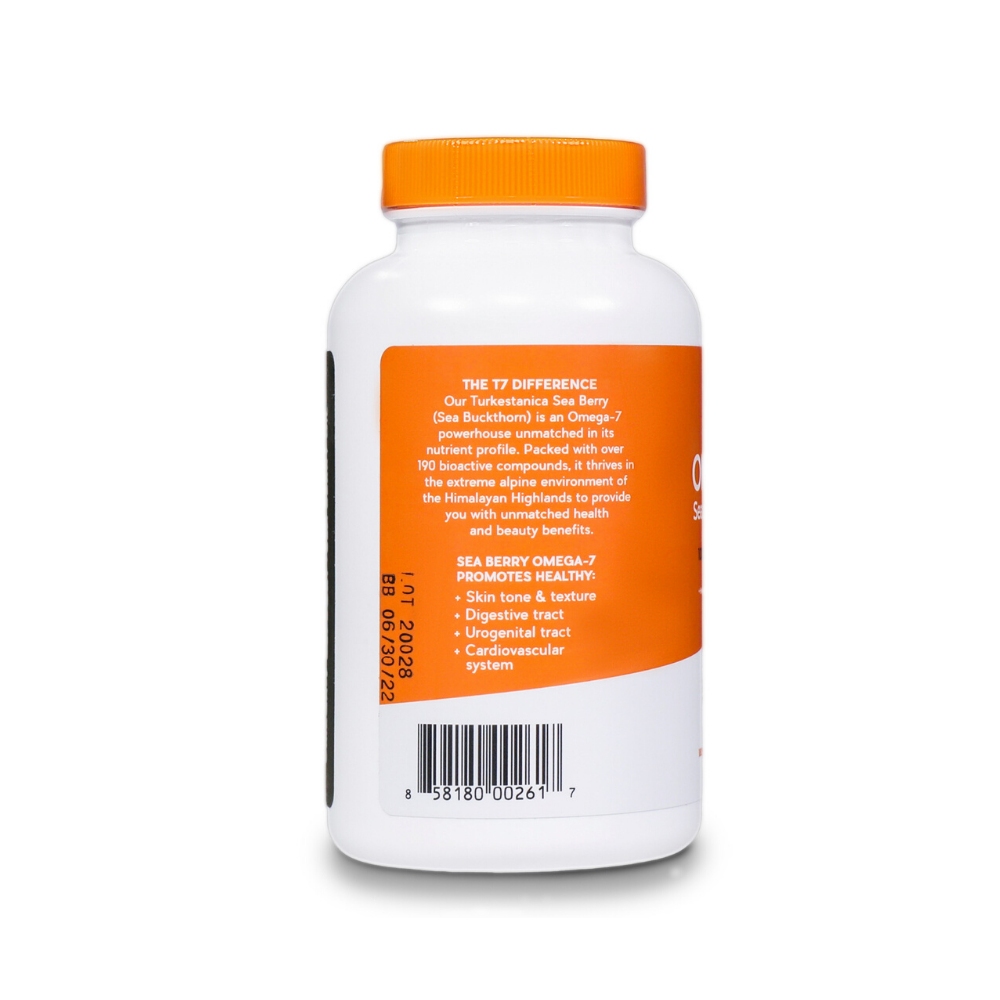 THE T7 DIFFERENCE
Our Turkestanica Sea Berry
(Sea Buckthorn) is an Omega-7
powerhouse unmatched in its
nutrient profile. Packed with over
190 bioactive compounds, it thrives in
the extreme alpine environment of
the Himalayan Highlands to provide
you with unmatched health
and beauty benefits.
SEA BERRY OMEGA-7
PROMOTES HEALTHY:
+ Skin tone & texture
+ Digestive tract
+ Urogenital tract
+ Cardiovascular
system
LOT 20028
BB 06/30/22
8 58180 00261 7